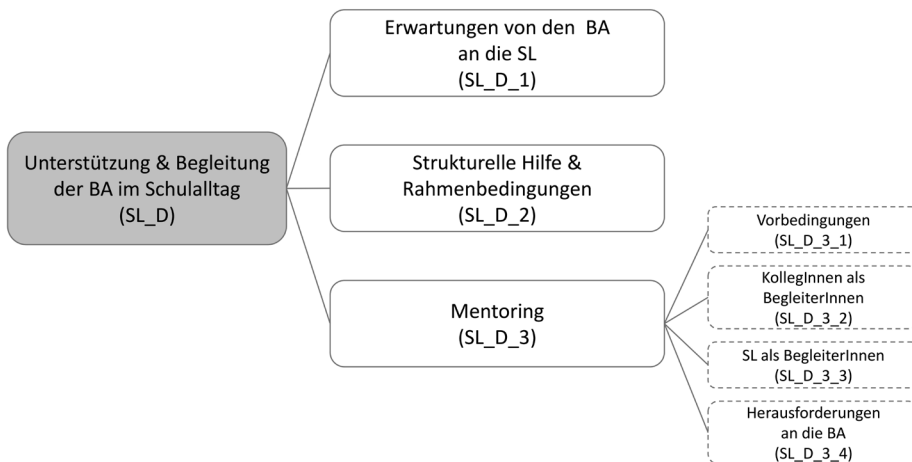 Unterstützung & Begleitung
der BA im Schulalltag
(SL_D)
Erwartungen von den BA
an die SL
(SL_D_1)
Strukturelle Hilfe &
Rahmenbedingungen
(SL_D_2)
Mentoring
(SL_D_3)
Vorbedingungen
(SL_D_3_1)
KollegInnen als
BegleiterInnen
(SL_D_3_2)
SL als BegleiterInnen
(SL_D_3_3)
Herausforderungen
an die BA
(SL_D_3_4)